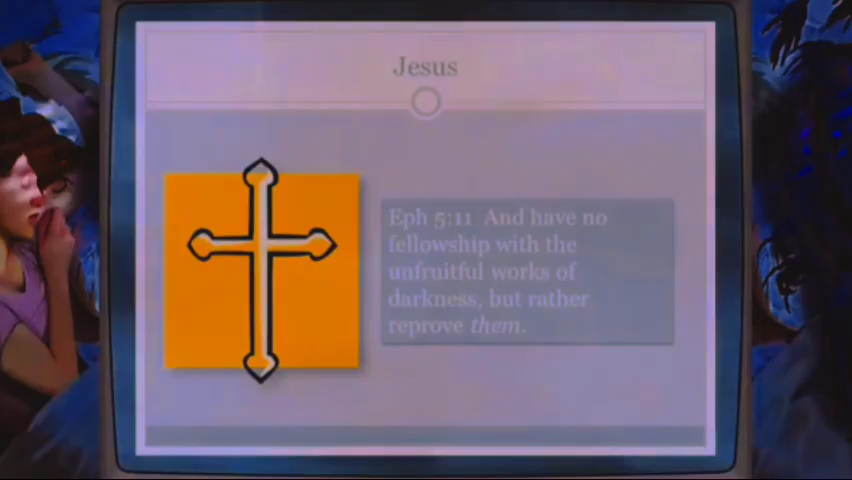 Jesus
Eph 5:11 And have no
fellowship with the
unfruitful works of
darkness, but rather
reprove them.